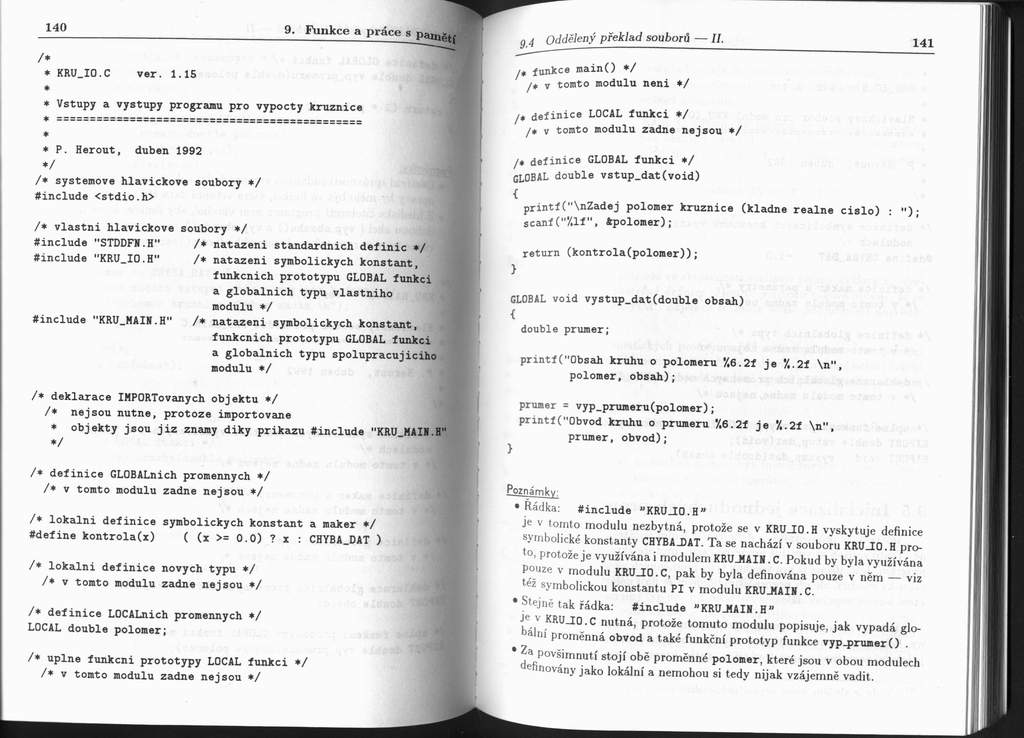 140
9. Funkce a práce s pamětí
/*
* KRU_IO.C    ver. 1.15
*
* Vstupy a vystupy programu pro vypocty kruznice
* ==============================================
*
* P. Herout,  duben 1992
*/
/* systemove hlavickove soubory */
#include <stdio.h>
/* vlastni hlavickove soubory */
#include "STDDFN.H"     /* natazeni standardnich definic */
#include "KRU_IO.H"     /* natazeni symbolickych konstant,
funkcnich prototypu GLOBAL funkci
a globalnich typu vlastniho
modulu */
#include "KRU_MAIN.H"   /* natazeni symbolickych konstant,
funkcnich prototypu GLOBAL funkci
a globalnich typu spolupracujiciho
modulu */
/* deklarace IMPORTovanych objektu */
/*  nejsou nutne, protoze importovane
*  objekty jsou jiz znamy diky prikazu #include "KRU_MAIN.H"
*/
/* definice GLOBALnich promennych */
/* v tomto modulu zadne nejsou */
/* lokalni definice symbolickych konstant a maker */
#define kontrola(x)    ( (x >= 0.0) ? x : CHYBA_DAT )
/* lokalni definice novych typu */
/* v tomto modulu zadne nejsou */
/* definice LOCALnich promennych */
LOCAL double polomer;
/* uplne funkcni prototypy LOCAL funkci */
/* v tomto modulu zadne nejsou */
9.4 Oddělený překlad souborů — II.
141
/* funkce main() */
/* v tomto modulu neni */
/* definice LOCAL funkci */
/* v tomto modulu zadne nejsou */
/* definice GLOBAL funkci */
GLOBAL double vstup_dat(void)
{
printf("\nZadej polomer kruznice (kladne realne cislo) : ");
scanf("%lf", &polomer);
return (kontrola(polomer));
}
GLOBAL void vystup_dat(double obsah)
{
double prumer;
printf("Obsah kruhu o polomeru %6.2f je %.2f \n",
polomer, obsah);
prumer = vyp_prumeru(polomer);
printf("Obvod kruhu o prumeru %6.2f je %.2f \n",
prumer, obvod);
}
Poznámky:
• Řádka:  #include "KRU_IO.H"
je v tomto modulu nezbytná, protože se v KRU_IO.H vyskytuje definice
symbolické konstanty CHYBA_DAT. Ta se nachází v souboru KRU_IO.H pro-
to, protože je využívána i modulem KRU_MAIN.C. Pokud by byla využívána
pouze v modulu KRU_IO.C, pak by byla definována pouze v něm — viz
též symbolickou konstantu PI v modulu KRU_MAIN.C.
• Stejně tak řádka:  #include "KRU_MAIN.H"
je v KRU_IO.C nutná, protože tomuto modulu popisuje, jak vypadá glo-
bální proměnná obvod a také funkční prototyp funkce vyp_prumer() .
• Za povšimnutí stojí obě proměnné polomer, které jsou v obou modulech
definovány jako lokální a nemohou si tedy nijak vzájemně vadit.